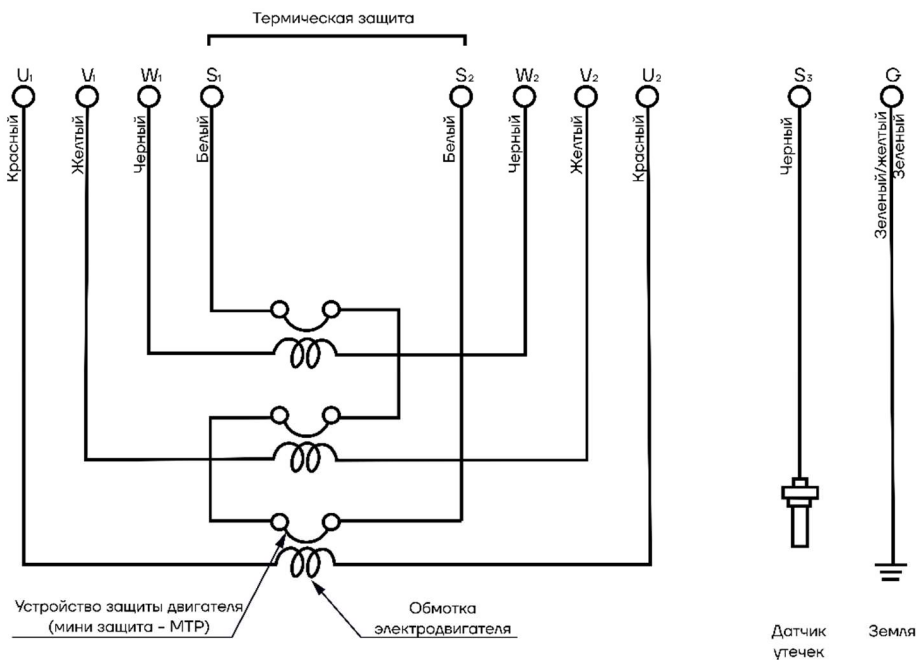 Термическая защита
U1 V1 W1 S1 S2 W2 V2 U2 S3 G
Красный
Желтый
Черный
Белый
Белый
Черный
Желтый
Красный
Черный
Зеленый/желтый
Зеленый
Устройство защиты двигателя
(мини защита - МТР)
Обмотка
электродвигателя
Датчик
утечек
Земля